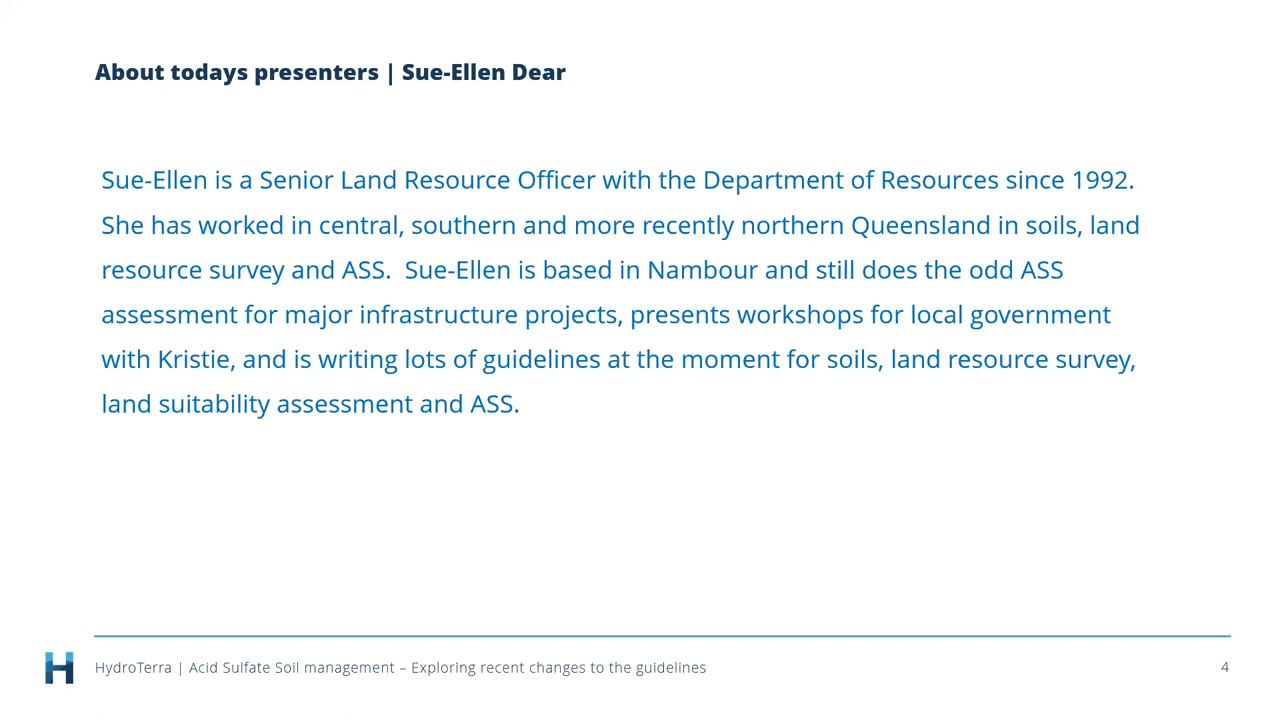 About todays presenters | Sue-Ellen Dear
Sue-Ellen is a Senior Land Resource Officer with the Department of Resources since 1992.
She has worked in central, southern and more recently northern Queensland in soils, land
resource survey and ASS.  Sue-Ellen is based in Nambour and still does the odd ASS
assessment for major infrastructure projects, presents workshops for local government
with Kristie, and is writing lots of guidelines at the moment for soils, land resource survey,
land suitability assessment and ASS.
HydroTerra | Acid Sulfate Soil management – Exploring recent changes to the guidelines
4